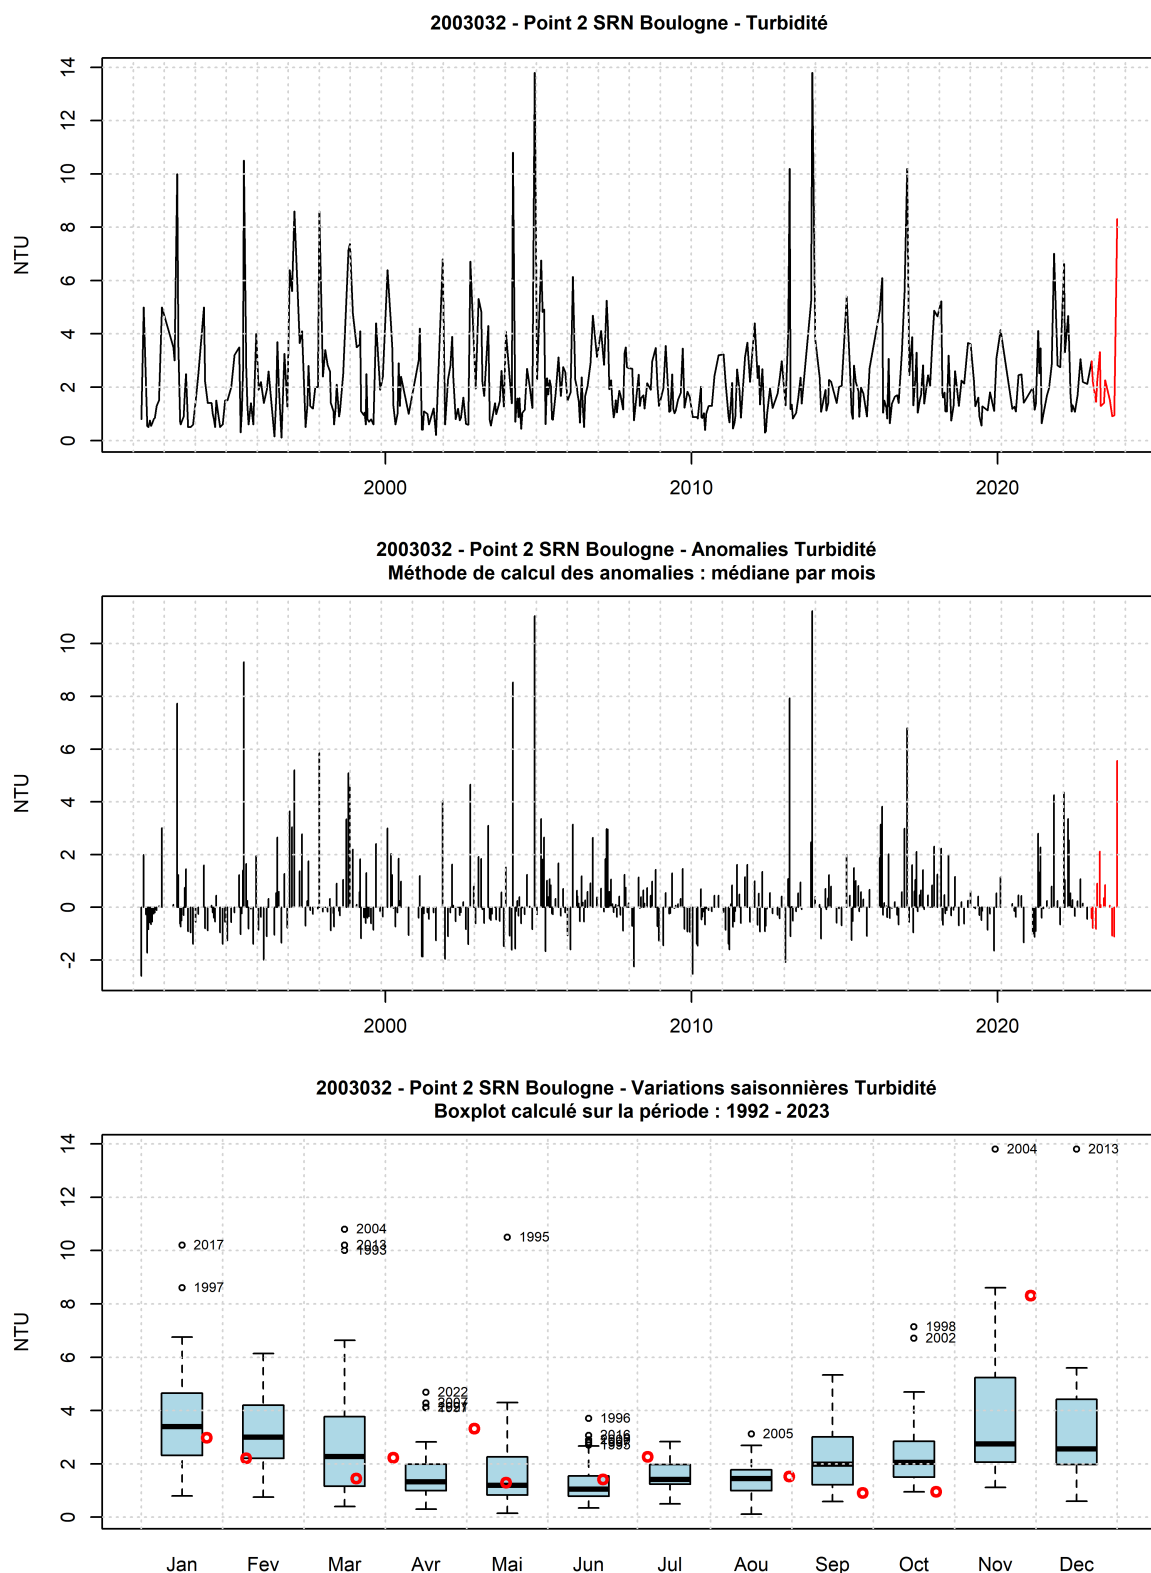 2003032 - Point 2 SRN Boulogne - Turbidité
14
12
10
8
6
4
2
0
NTU
2000
2010
2020
2003032 - Point 2 SRN Boulogne - Anomalies Turbidité
Méthode de calcul des anomalies : médiane par mois
10
8
6
4
2
0
-2
NTU
2000
2010
2020
2003032 - Point 2 SRN Boulogne - Variations saisonnières Turbidité
Boxplot calculé sur la période : 1992 - 2023
14
12
10
8
6
4
2
0
NTU
2017
1997
2004
2013
1993
2022
2007
1995
1996
2016
1995
2005
1998
2002
2004
2013
Jan
Fev
Mar
Avr
Mai
Jun
Jul
Aou
Sep
Oct
Nov
Dec